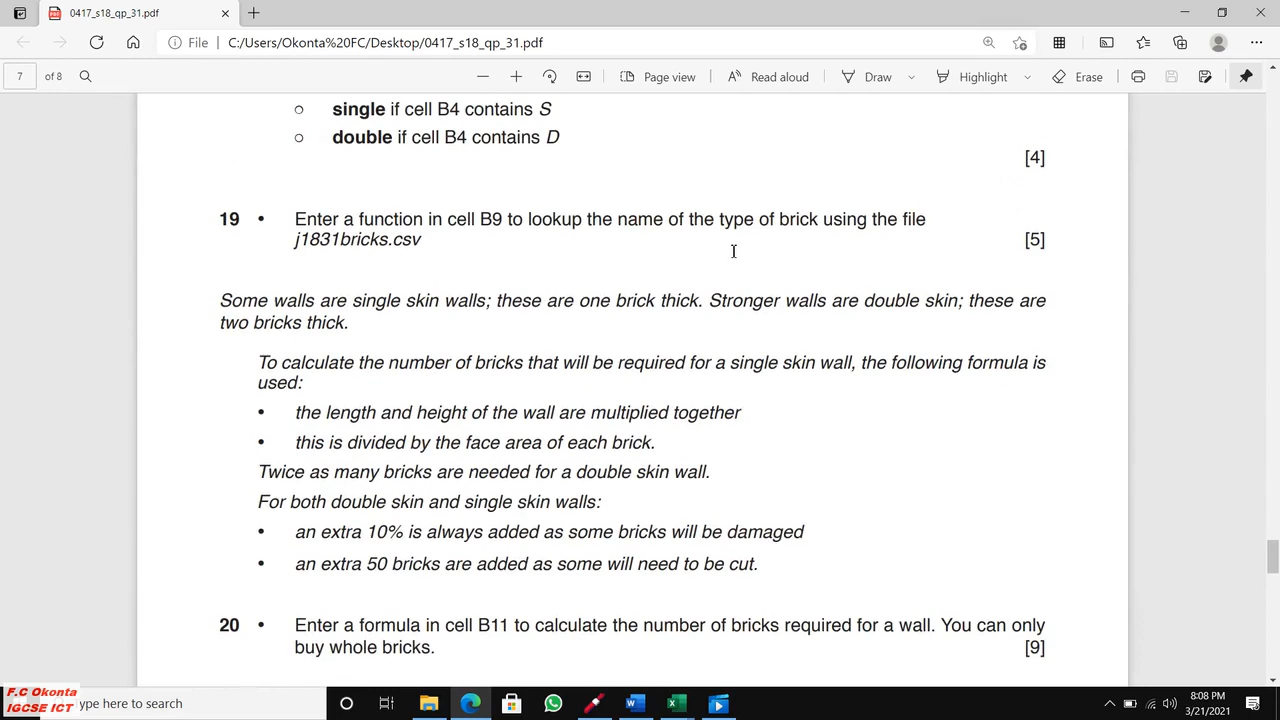 0417_s18_qp_31.pdf
File
C:/Users/Okonta%20FC/Desktop/0417_s18_qp_31.pdf
7 of 8
Page view
Read aloud
Draw
Highlight
Erase
single if cell B4 contains S
double if cell B4 contains D
[4]
19 • Enter a function in cell B9 to lookup the name of the type of brick using the file
j1831bricks.csv [5]
Some walls are single skin walls; these are one brick thick. Stronger walls are double skin; these are
two bricks thick.
To calculate the number of bricks that will be required for a single skin wall, the following formula is
used:
• the length and height of the wall are multiplied together
• this is divided by the face area of each brick.
Twice as many bricks are needed for a double skin wall.
For both double skin and single skin walls:
• an extra 10% is always added as some bricks will be damaged
• an extra 50 bricks are added as some will need to be cut.
20 • Enter a formula in cell B11 to calculate the number of bricks required for a wall. You can only
buy whole bricks. [9]
F.C Okonta
IGCSE ICT
ype here to search
8:08 PM
3/21/2021